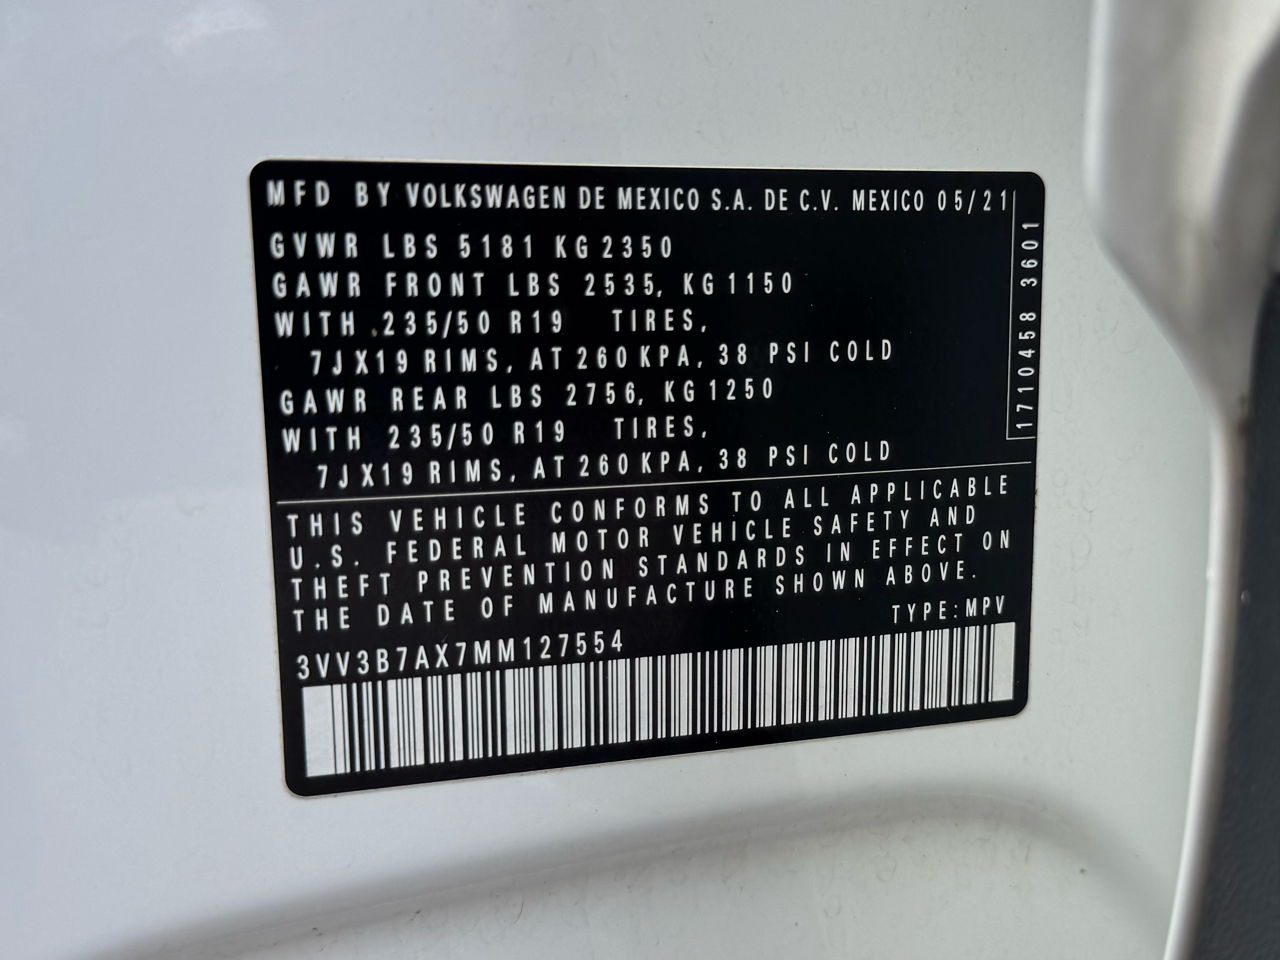 MFD BY VOLKSWAGEN DE MEXICO S.A. DE C.V. MEXICO 05/21
GVWR LBS 5181 KG 2350
GAWR FRONT LBS 2535, KG 1150
WITH 235/50 R19 TIRES,
7JX19 RIMS, AT 260 KPA, 38 PSI COLD
GAWR REAR LBS 2756, KG 1250
WITH 235/50 R19 TIRES,
7JX19 RIMS, AT 260 KPA, 38 PSI COLD
1710458 3601
THIS VEHICLE CONFORMS TO ALL APPLICABLE
U.S. FEDERAL MOTOR VEHICLE SAFETY AND
THEFT PREVENTION STANDARDS IN EFFECT ON
THE DATE OF MANUFACTURE SHOWN ABOVE.
TYPE: MPV
3VV3B7AX7MM127554